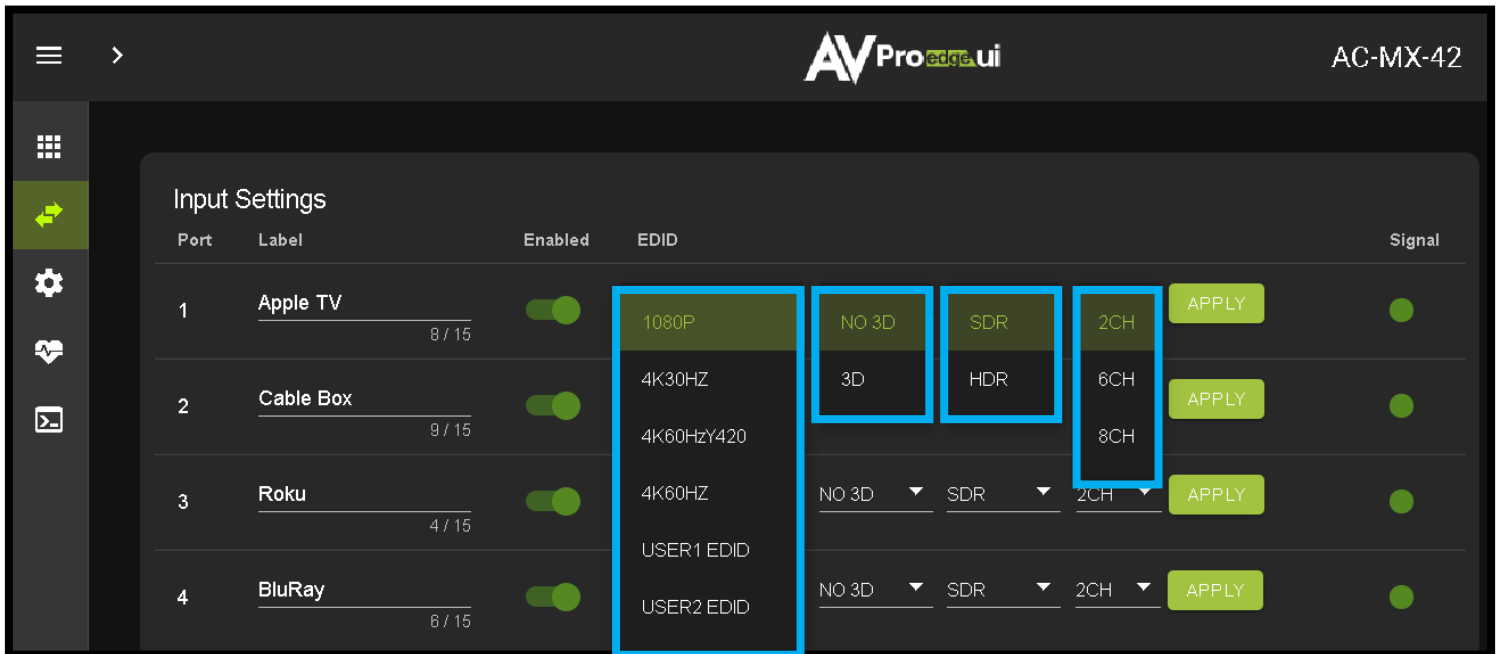 AVPro edge.ui
AC-MX-42
Input Settings
Port Label Enabled EDID Signal
1 Apple TV 1080P NO 3D SDR 2CH APPLY
8 / 15
4K30HZ 3D HDR 6CH
2 Cable Box APPLY
9 / 15
4K60HzY420 8CH
3 Roku 4K60HZ NO 3D SDR 2CH APPLY
4 / 15
USER1 EDID
4 BluRay USER2 EDID NO 3D SDR 2CH APPLY
6 / 15